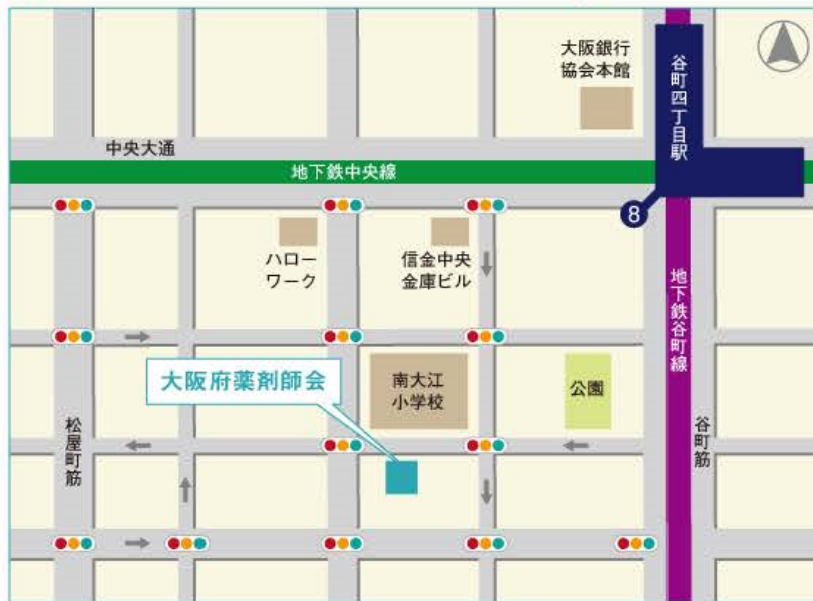 大阪銀行
協会本館
谷町四丁目駅
中央大通
地下鉄中央線
8
ハロー
ワーク
信金中央
金庫ビル
地下鉄谷町線
大阪府薬剤師会
南大江
小学校
公園
松屋町筋
谷町筋